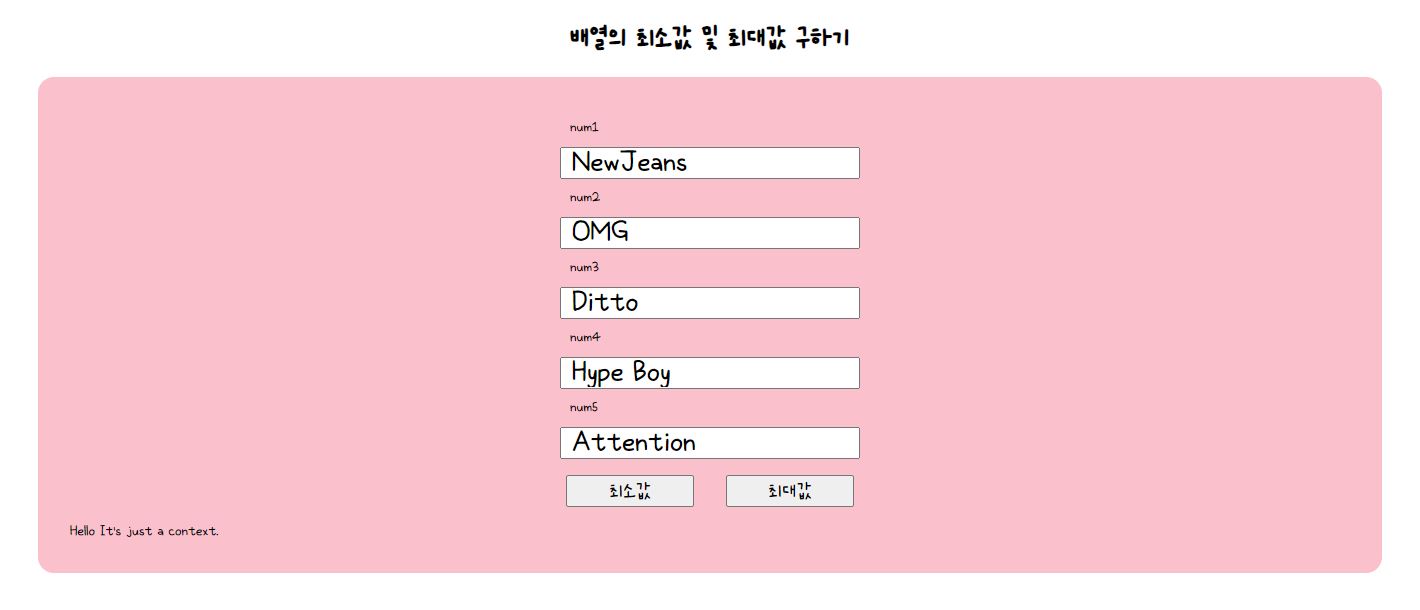 배열의 최소값 및 최대값 구하기
num1
NewJeans
num2
OMG
num3
Ditto
num4
Hype Boy
num5
Attention
최소값 최대값
Hello It's just a context.